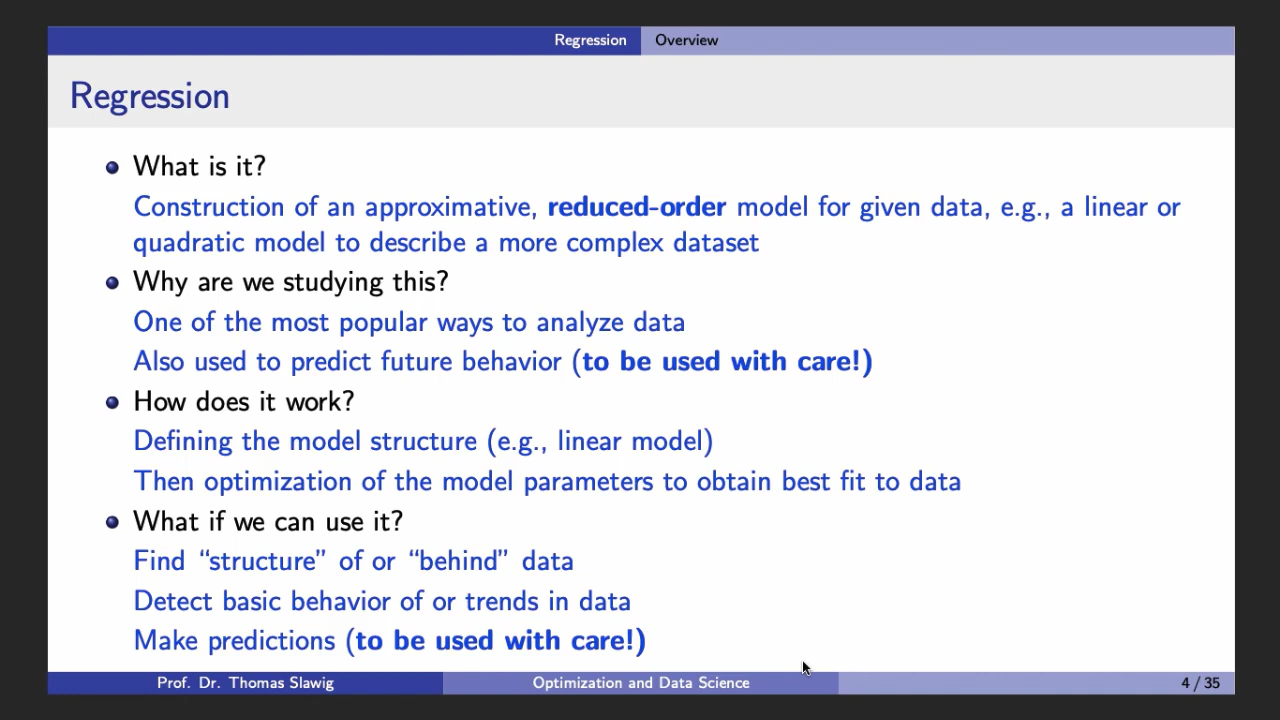 Regression Overview
Regression
What is it?
Construction of an approximative, reduced-order model for given data, e.g., a linear or
quadratic model to describe a more complex dataset
Why are we studying this?
One of the most popular ways to analyze data
Also used to predict future behavior (to be used with care!)
How does it work?
Defining the model structure (e.g., linear model)
Then optimization of the model parameters to obtain best fit to data
What if we can use it?
Find “structure” of or “behind” data
Detect basic behavior of or trends in data
Make predictions (to be used with care!)
Prof. Dr. Thomas Slawig Optimization and Data Science 4 / 35